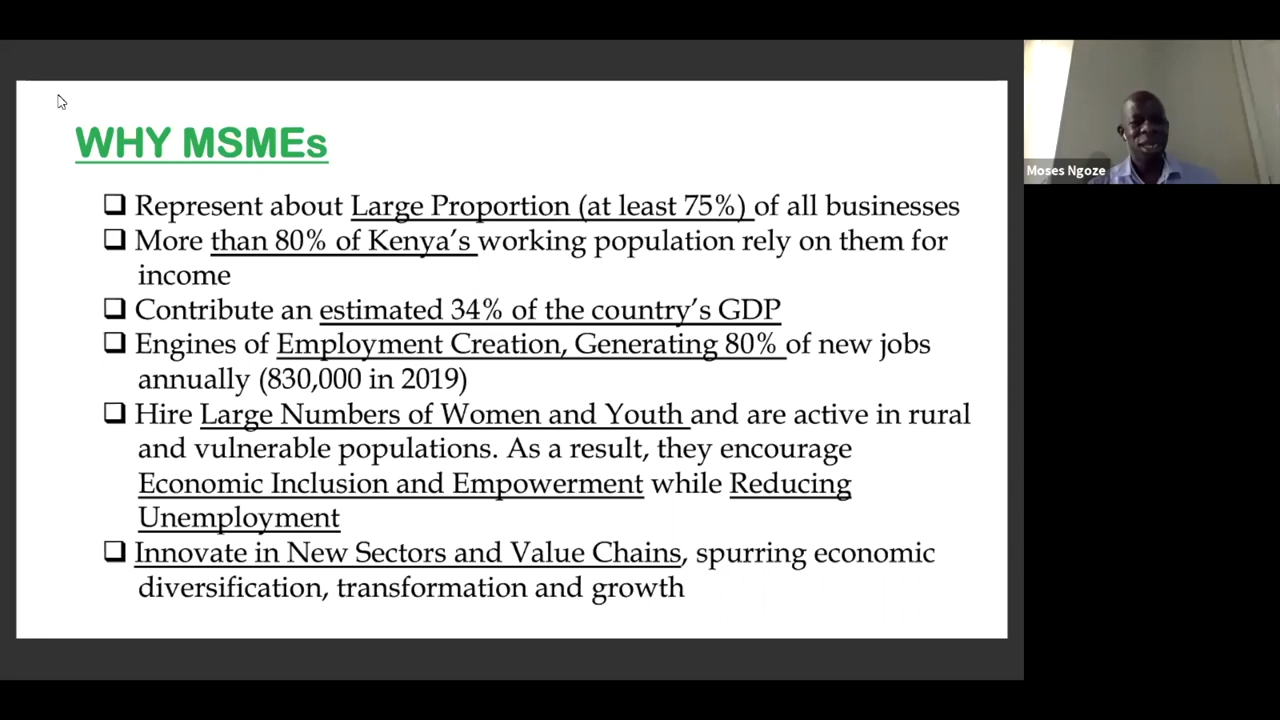 WHY MSMEs
Represent about Large Proportion (at least 75%) of all businesses
More than 80% of Kenya's working population rely on them for
income
Contribute an estimated 34% of the country's GDP
Engines of Employment Creation, Generating 80% of new jobs
annually (830,000 in 2019)
Hire Large Numbers of Women and Youth and are active in rural
and vulnerable populations. As a result, they encourage
Economic Inclusion and Empowerment while Reducing
Unemployment
Innovate in New Sectors and Value Chains, spurring economic
diversification, transformation and growth
Moses Ngoze